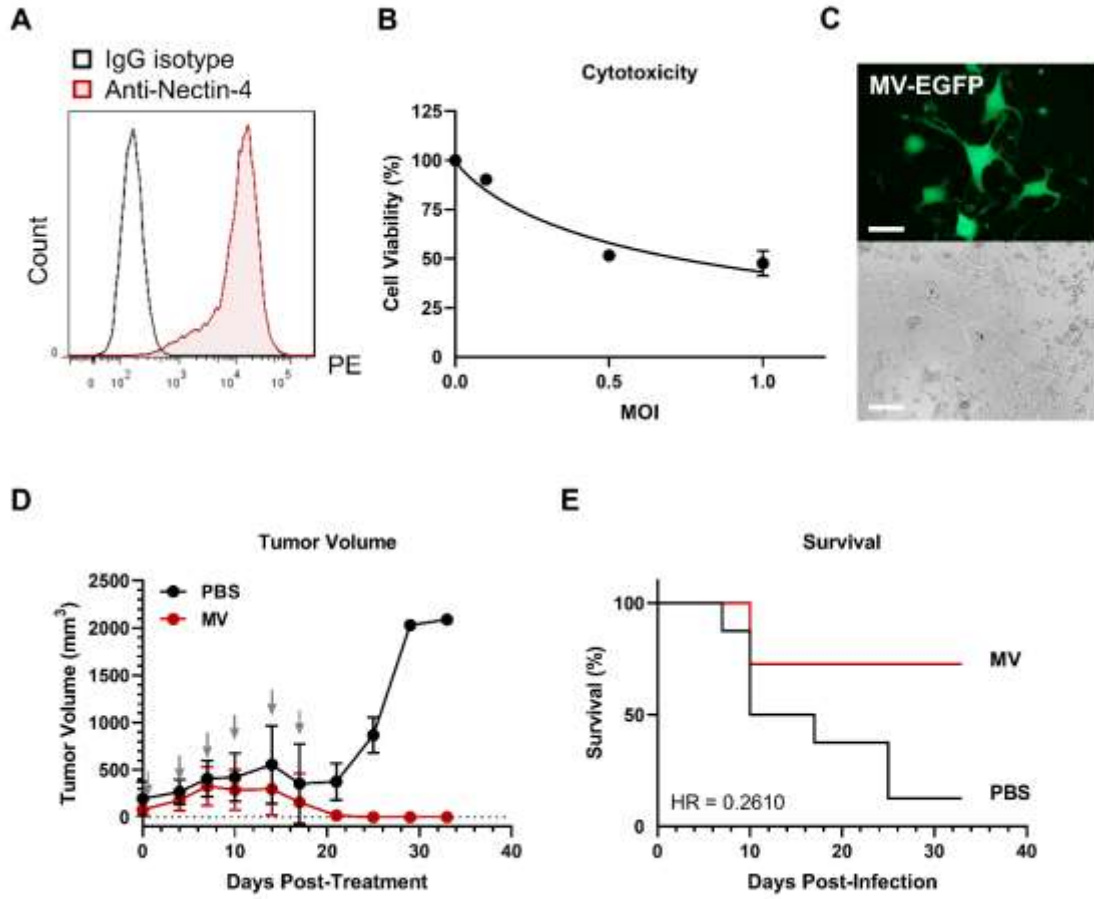 A
IgG isotype
Anti-Nectin-4
Count
0
0 10² 10³ 10⁴ 10⁵
PE
B
Cytotoxicity
Cell Viability (%)
125
100
75
50
25
0
0.0 0.5 1.0
MOI
C
MV-EGFP
D
Tumor Volume
Tumor Volume (mm³)
2500
2000
1500
1000
500
0
PBS
MV
0 10 20 30 40
Days Post-Treatment
E
Survival
Survival (%)
100
50
0
MV
PBS
HR = 0.2610
0 10 20 30 40
Days Post-Infection